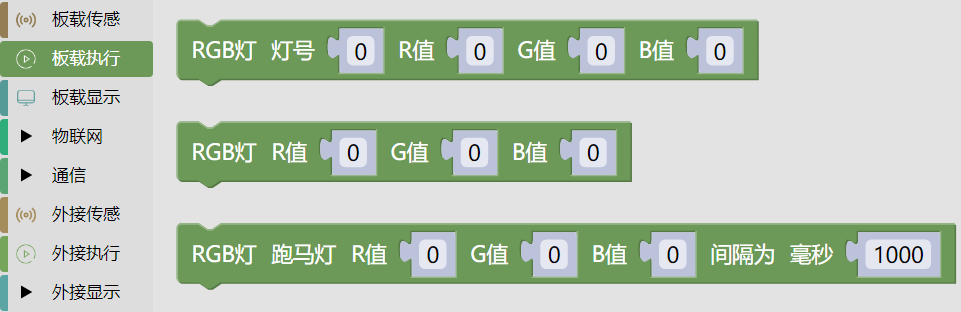 板载传感
板载执行
板载显示
物联网
通信
外接传感
外接执行
外接显示
RGB灯 灯号 0 R值 0 G值 0 B值 0
RGB灯 R值 0 G值 0 B值 0
RGB灯 跑马灯 R值 0 G值 0 B值 0 间隔为 毫秒 1000